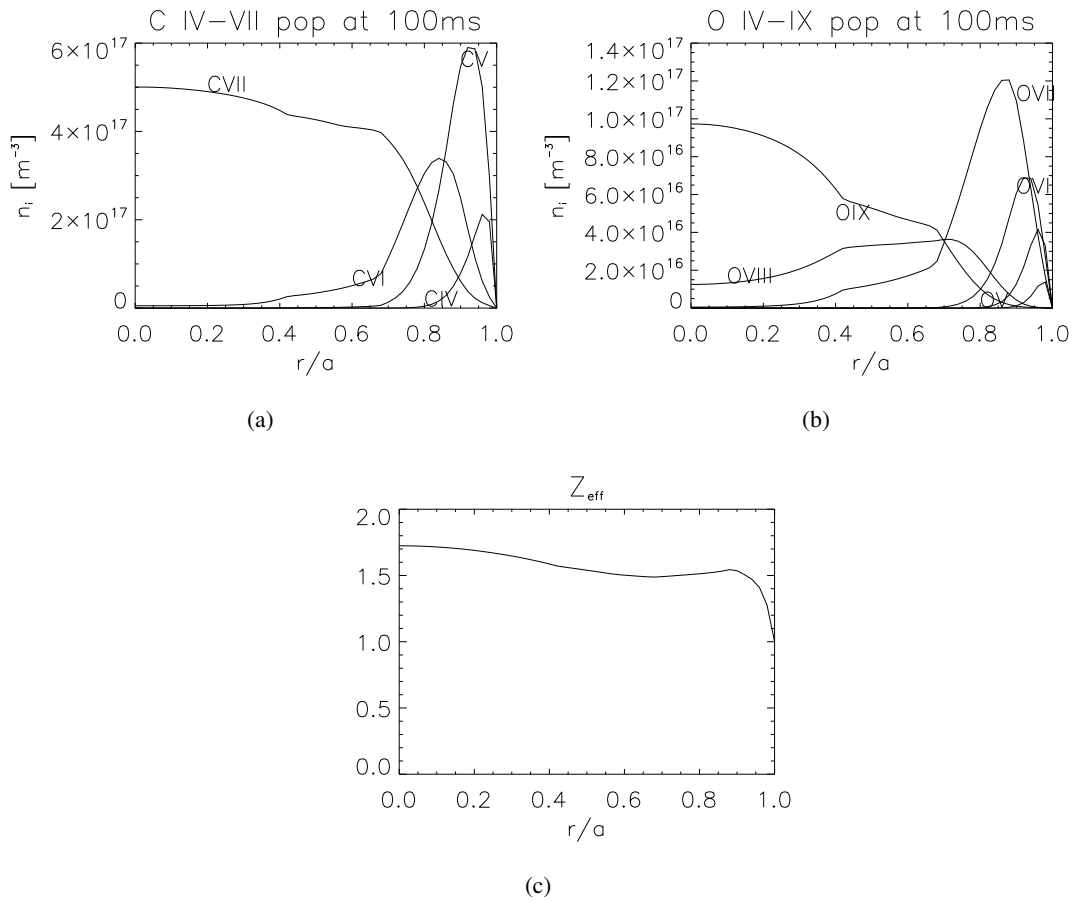 C IV−VII pop at 100ms
6×10^17
4×10^17
2×10^17
0
n_i [m^−3]
CVII
CV
CVI
CIV
0.0 0.2 0.4 0.6 0.8 1.0
r/a
(a)
O IV−IX pop at 100ms
1.4×10^17
1.2×10^17
1.0×10^17
8.0×10^16
6.0×10^16
4.0×10^16
2.0×10^16
0
n_i [m^−3]
OVII
OVI
OIX
OVIII
OV
0.0 0.2 0.4 0.6 0.8 1.0
r/a
(b)
Z_eff
2.0
1.5
1.0
0.5
0.0
0.0 0.2 0.4 0.6 0.8 1.0
r/a
(c)